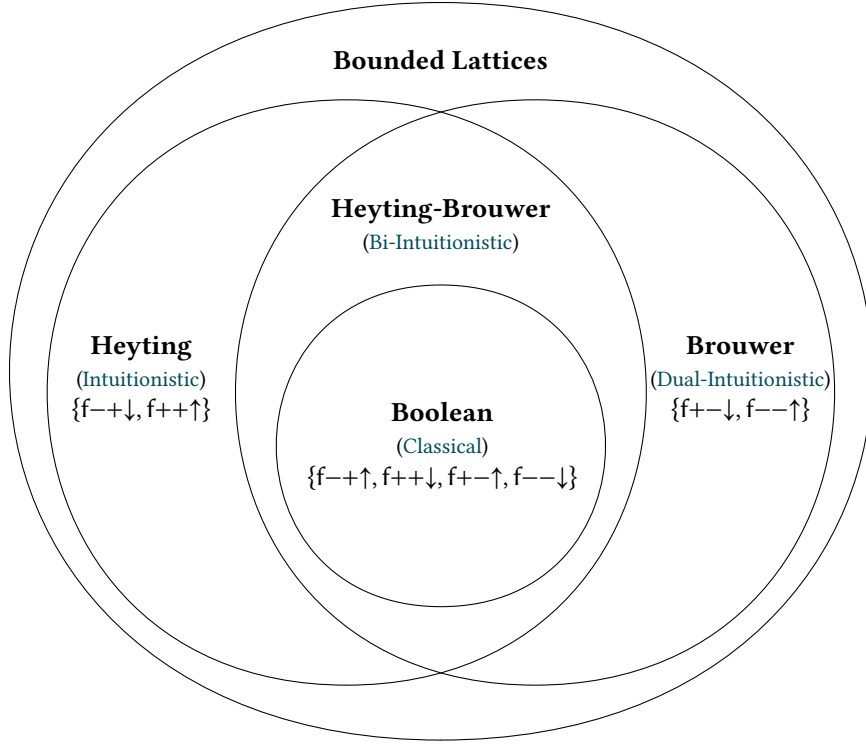 Bounded Lattices
Heyting-Brouwer
(Bi-Intuitionistic)
Heyting
(Intuitionistic)
{f−+↓, f++↑}
Brouwer
(Dual-Intuitionistic)
{f+−↓, f−−↑}
Boolean
(Classical)
{f−+↑, f++↓, f+−↑, f−−↓}